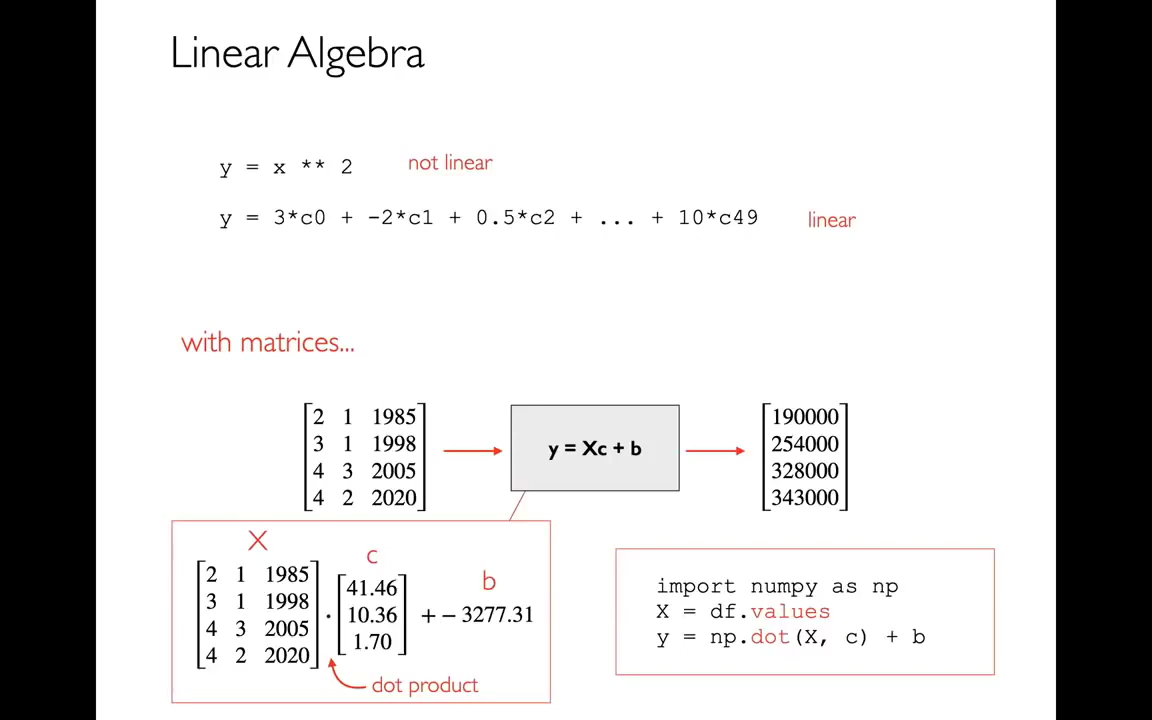 Linear Algebra
y = x ** 2 not linear
y = 3*c0 + -2*c1 + 0.5*c2 + ... + 10*c49 linear
with matrices...
2 1 1985
3 1 1998
4 3 2005
4 2 2020
y = Xc + b
190000
254000
328000
343000
X
2 1 1985
3 1 1998
4 3 2005
4 2 2020
·
c
41.46
10.36
1.70
b
+ − 3277.31
dot product
import numpy as np
X = df.values
y = np.dot(X, c) + b